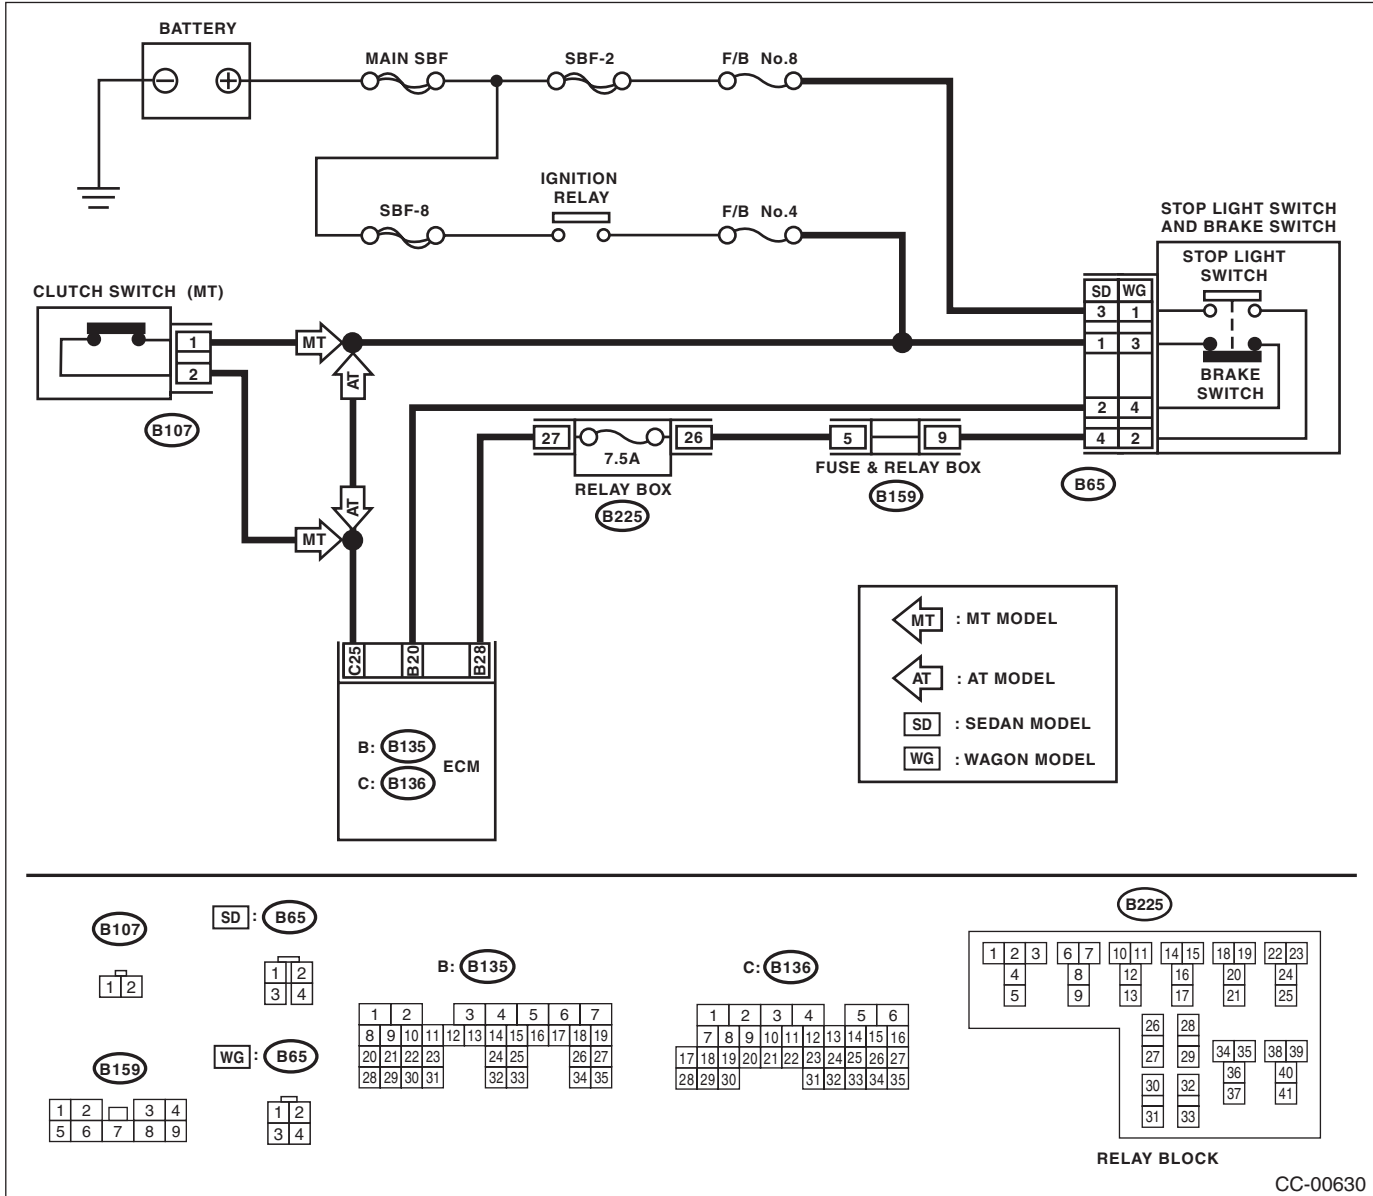 BATTERY
MAIN SBF
SBF-2
F/B No.8
IGNITION
RELAY
SBF-8
F/B No.4
STOP LIGHT SWITCH
AND BRAKE SWITCH
STOP LIGHT
SWITCH
CLUTCH SWITCH (MT)
SD WG
3 1
1 3
2 4
4 2
BRAKE
SWITCH
B65
1
2
B107
MT
AT
AT
MT
27
7.5A
26
RELAY BOX
B225
5
9
FUSE & RELAY BOX
B159
C25
B20
B28
B: B135
C: B136
ECM
MT : MT MODEL
AT : AT MODEL
SD : SEDAN MODEL
WG : WAGON MODEL
B107
1 2
SD : B65
1 2
3 4
B159
1 2 3 4
5 6 7 8 9
WG : B65
1 2
3 4
B: B135
1 2 3 4 5 6 7
8 9 10 11 12 13 14 15 16 17 18 19
20 21 22 23 24 25 26 27
28 29 30 31 32 33 34 35
C: B136
1 2 3 4 5 6
7 8 9 10 11 12 13 14 15 16
17 18 19 20 21 22 23 24 25 26 27
28 29 30 31 32 33 34 35
B225
1 2 3 6 7 10 11 14 15 18 19 22 23
4 8 12 16 20 24
5 9 13 17 21 25
26 28
27 29 34 35 38 39
36 40
30 32 37 41
31 33
RELAY BLOCK
CC-00630